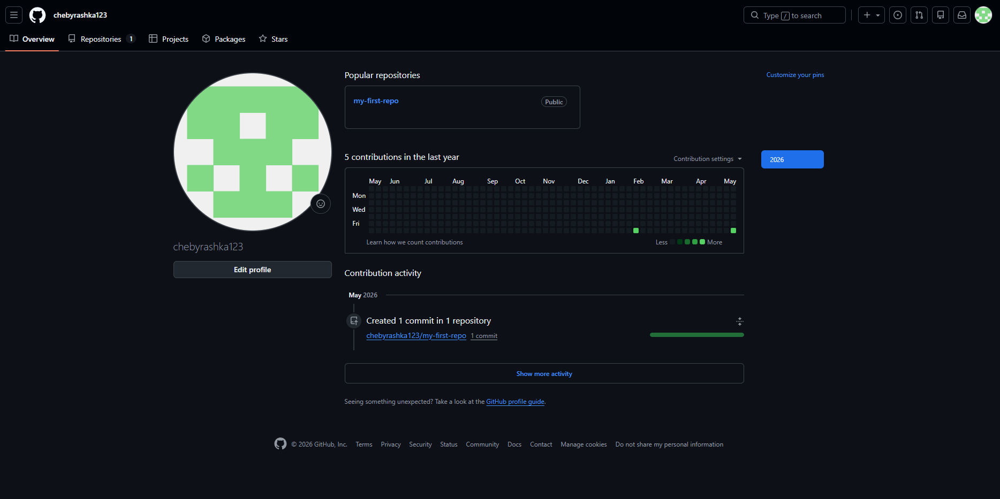 chebyrashka123
Type / to search
Overview Repositories 1 Projects Packages Stars
Popular repositories
Customize your pins
my-first-repo Public
5 contributions in the last year
Contribution settings
2026
May Jun Jul Aug Sep Oct Nov Dec Jan Feb Mar Apr May
Mon
Wed
Fri
Learn how we count contributions
Less More
chebyrashka123
Edit profile
Contribution activity
May 2026
Created 1 commit in 1 repository
chebyrashka123/my-first-repo 1 commit
Show more activity
Seeing something unexpected? Take a look at the GitHub profile guide.
© 2026 GitHub, Inc. Terms Privacy Security Status Community Docs Contact Manage cookies Do not share my personal information